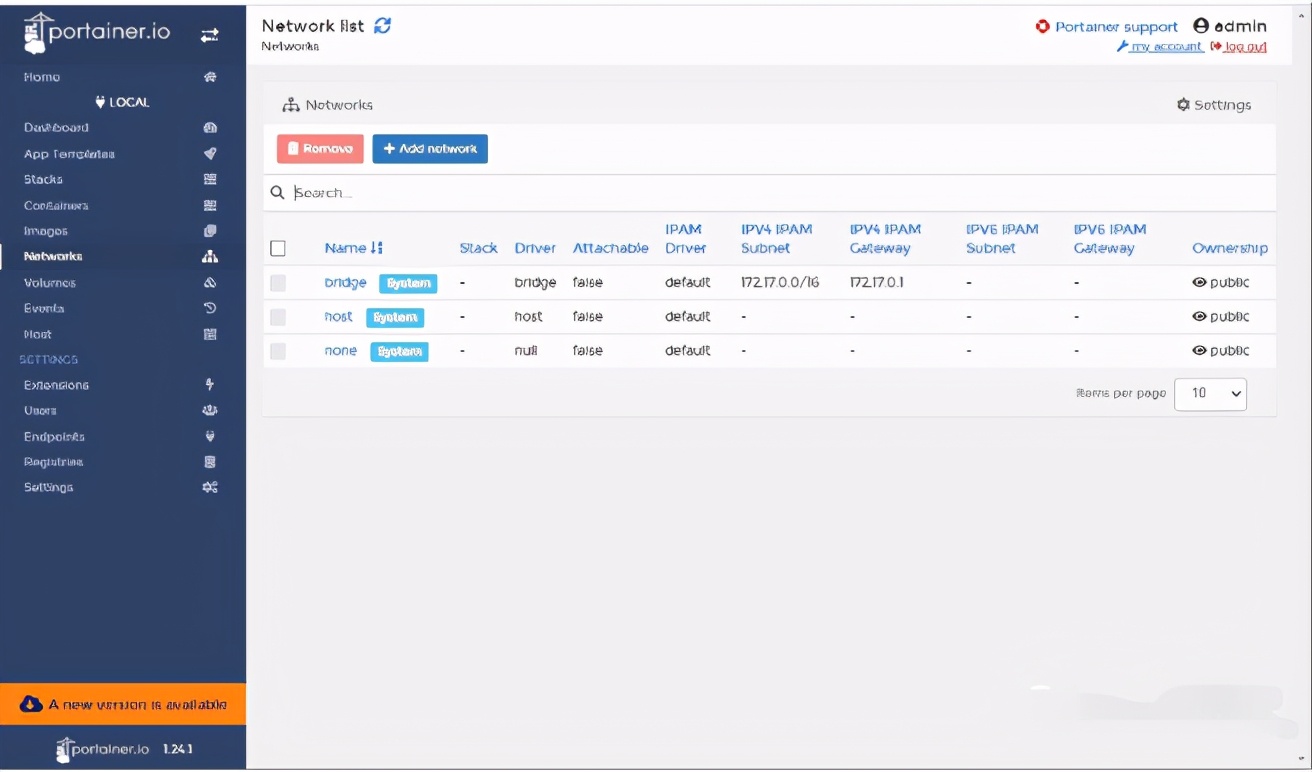 portainer.io
Home
LOCAL
Dashboard
App Templates
Stacks
Containers
Images
Networks
Volumes
Events
Host
SETTINGS
Extensions
Users
Endpoints
Registries
Settings
A new version is available
portainer.io 1.24.1
Network list
Networks
Portainer support admin
my account log out
Networks Settings
Remove + Add network
Search...
Name Stack Driver Attachable IPAM Driver IPV4 IPAM Subnet IPV4 IPAM Gateway IPV6 IPAM Subnet IPV6 IPAM Gateway Ownership
bridge System - bridge false default 172.17.0.0/16 172.17.0.1 - - public
host System - host false default - - - - public
none System - null false default - - - - public
Items per page 10